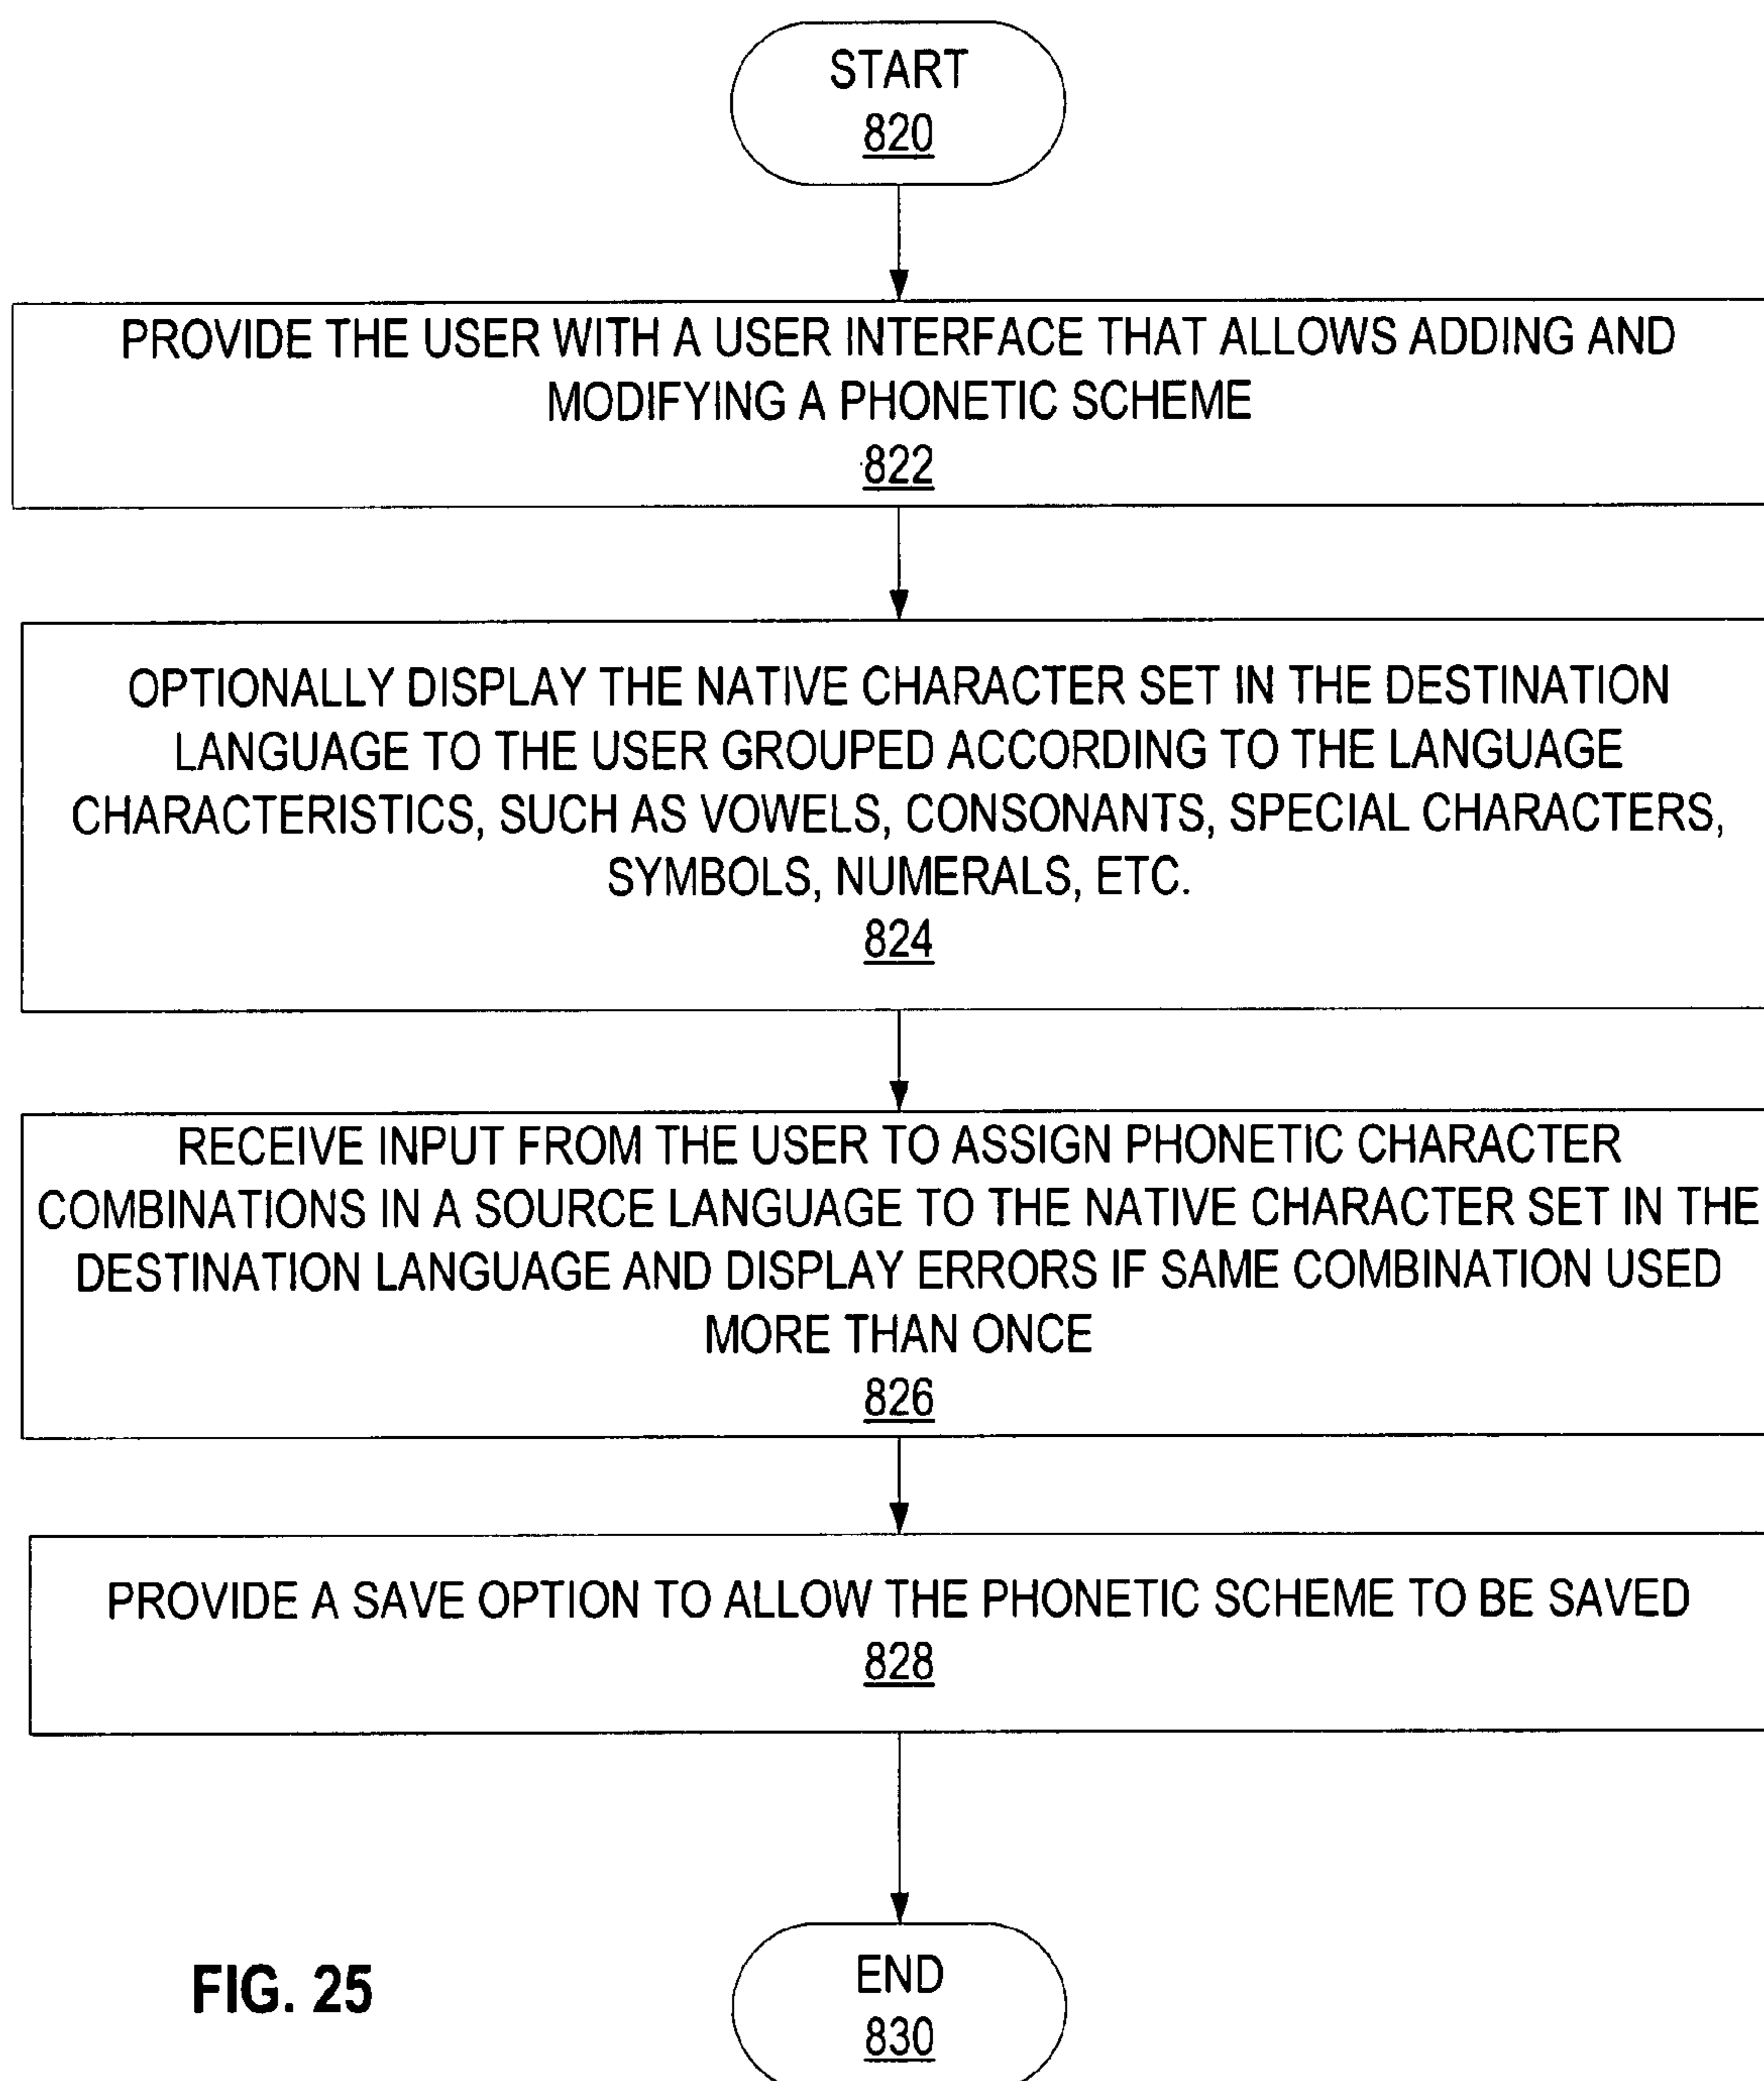 START
820
PROVIDE THE USER WITH A USER INTERFACE THAT ALLOWS ADDING AND
MODIFYING A PHONETIC SCHEME
822
OPTIONALLY DISPLAY THE NATIVE CHARACTER SET IN THE DESTINATION
LANGUAGE TO THE USER GROUPED ACCORDING TO THE LANGUAGE
CHARACTERISTICS, SUCH AS VOWELS, CONSONANTS, SPECIAL CHARACTERS,
SYMBOLS, NUMERALS, ETC.
824
RECEIVE INPUT FROM THE USER TO ASSIGN PHONETIC CHARACTER
COMBINATIONS IN A SOURCE LANGUAGE TO THE NATIVE CHARACTER SET IN THE
DESTINATION LANGUAGE AND DISPLAY ERRORS IF SAME COMBINATION USED
MORE THAN ONCE
826
PROVIDE A SAVE OPTION TO ALLOW THE PHONETIC SCHEME TO BE SAVED
828
END
830
FIG. 25